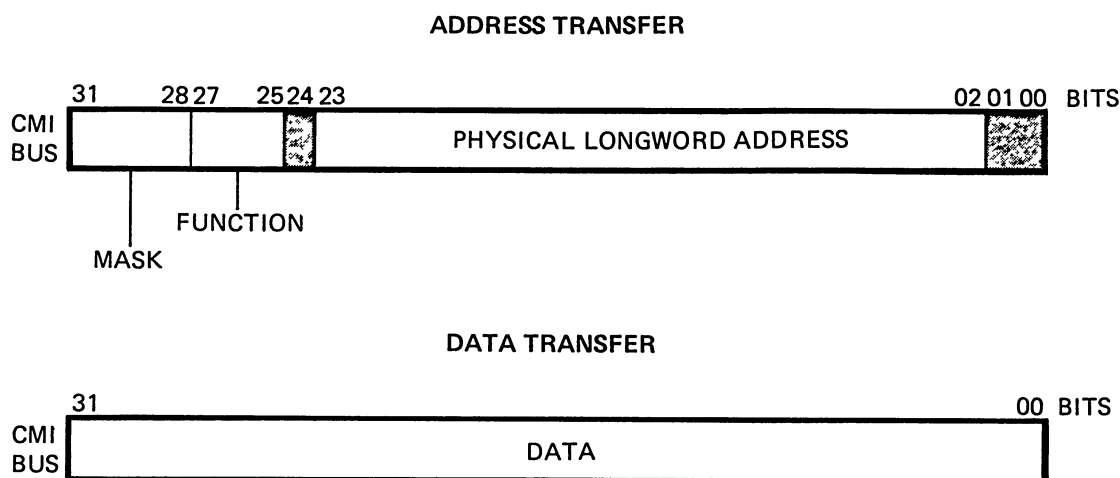 ADDRESS TRANSFER
31 28 27 25 24 23 02 01 00 BITS
CMI
BUS
PHYSICAL LONGWORD ADDRESS
FUNCTION
MASK
DATA TRANSFER
31 00 BITS
CMI
BUS
DATA